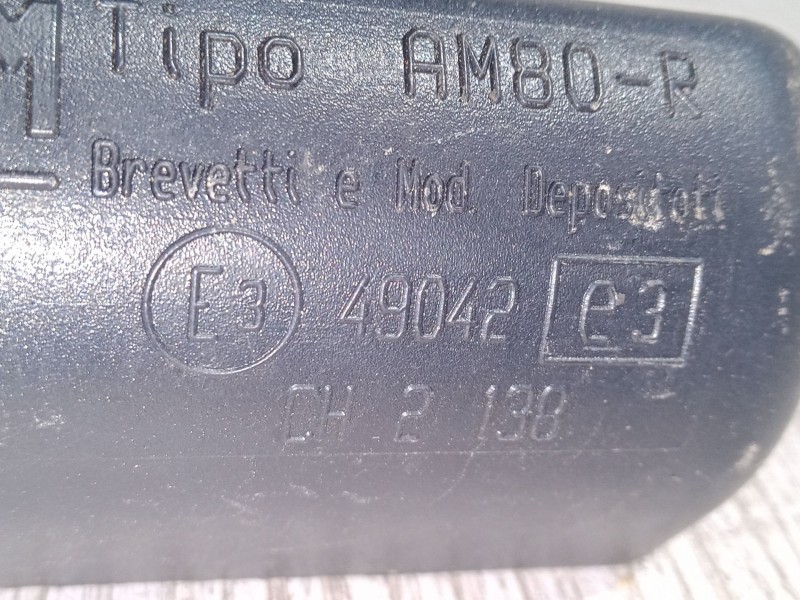 M Tipo AM80-R
Brevetti e Mod. Depositati
E3 49042 e3
CH 2 138